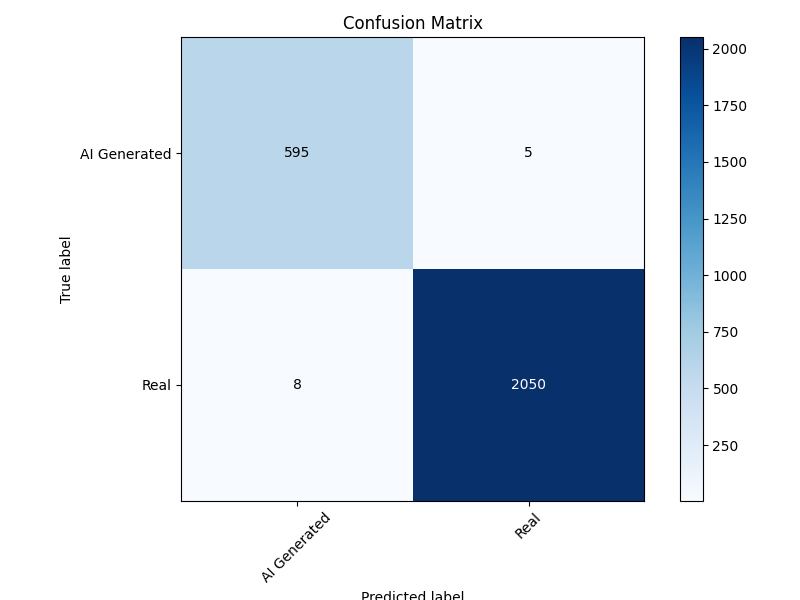 Confusion Matrix
AI Generated
595
5
Real
8
2050
True label
AI Generated
Real
Predicted label
2000
1750
1500
1250
1000
750
500
250